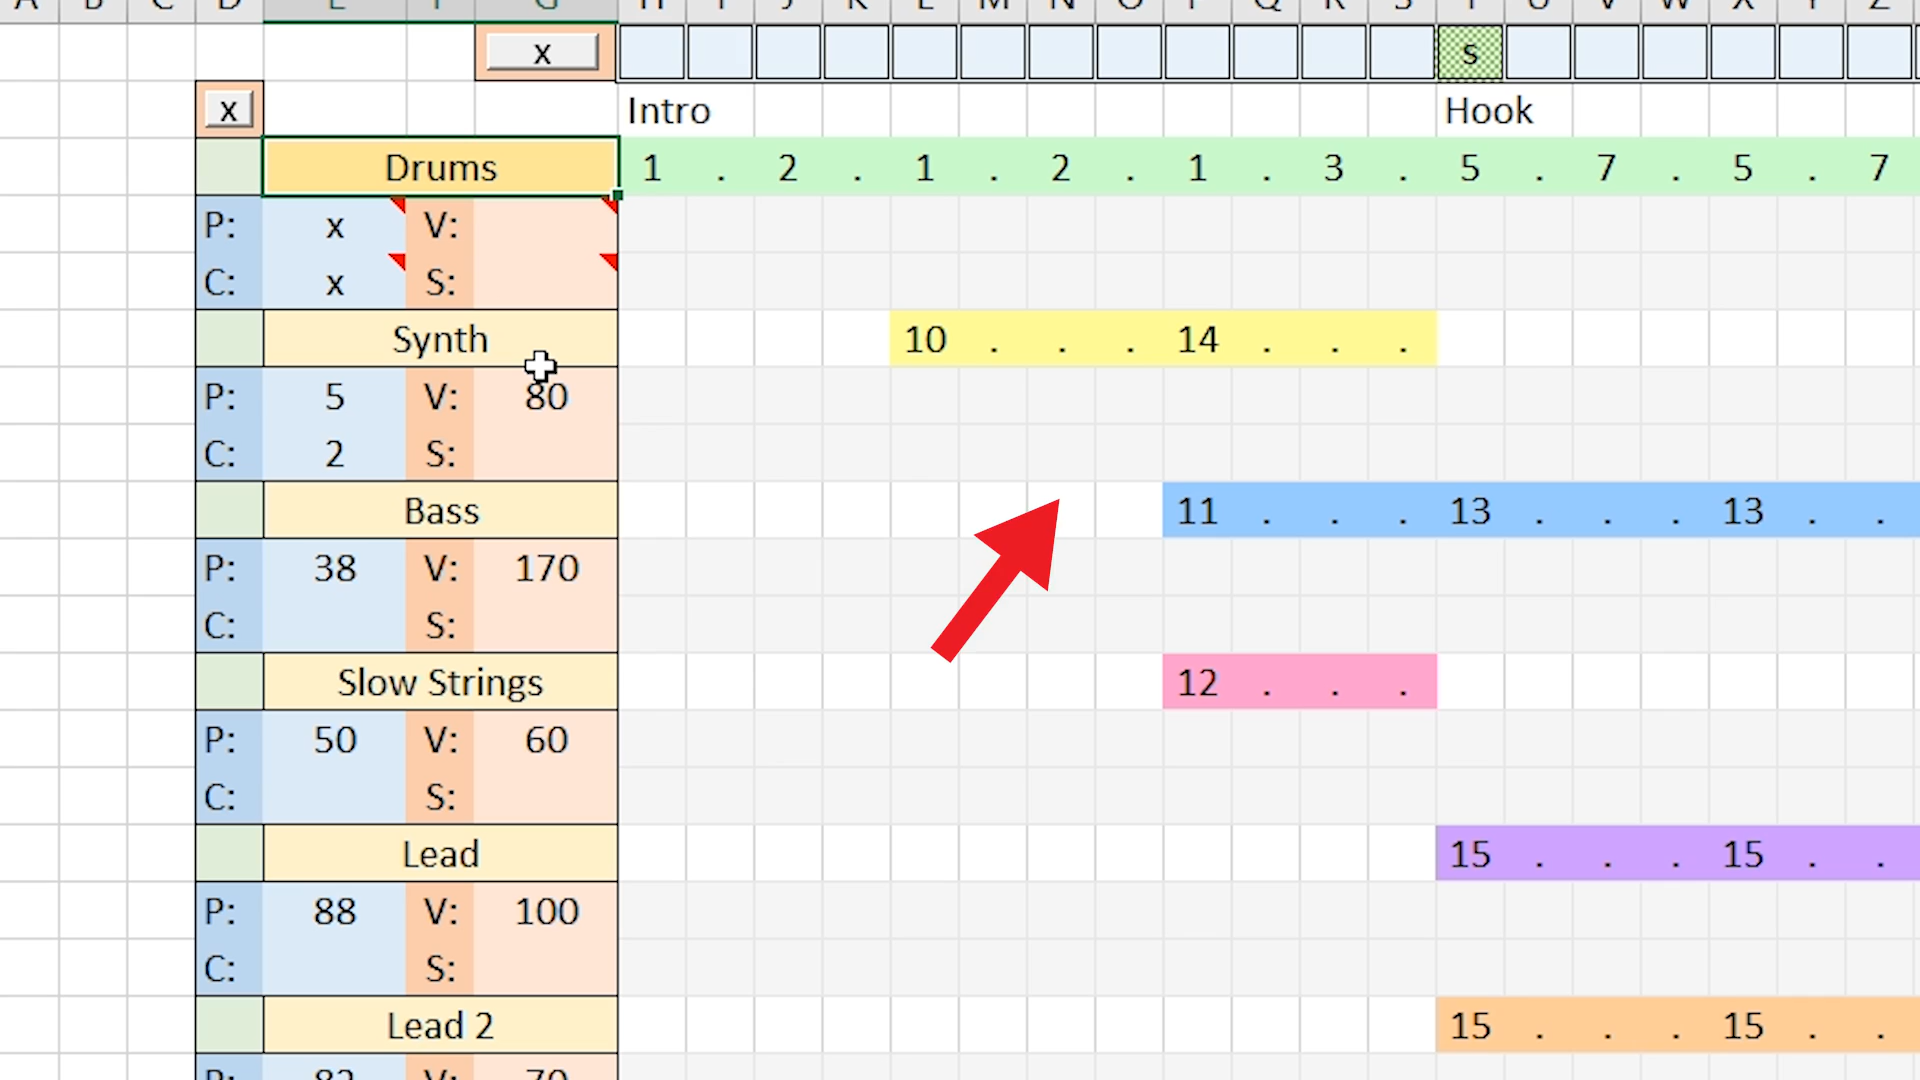 A B C D E F G H I J K L M N O P Q R S T U V W X Y Z
x s
x Intro Hook
Drums 1 . 2 . 1 . 2 . 1 . 3 . 5 . 7 . 5 . 7
P: x V:
C: x S:
Synth 10 . . . 14 . . .
P: 5 V: 80
C: 2 S:
Bass 11 . . . 13 . . . 13 . .
P: 38 V: 170
C: S:
Slow Strings 12 . . .
P: 50 V: 60
C: S:
Lead 15 . . . 15 . .
P: 88 V: 100
C: S:
Lead 2 15 . . . 15 . .
P: 82 V: 70